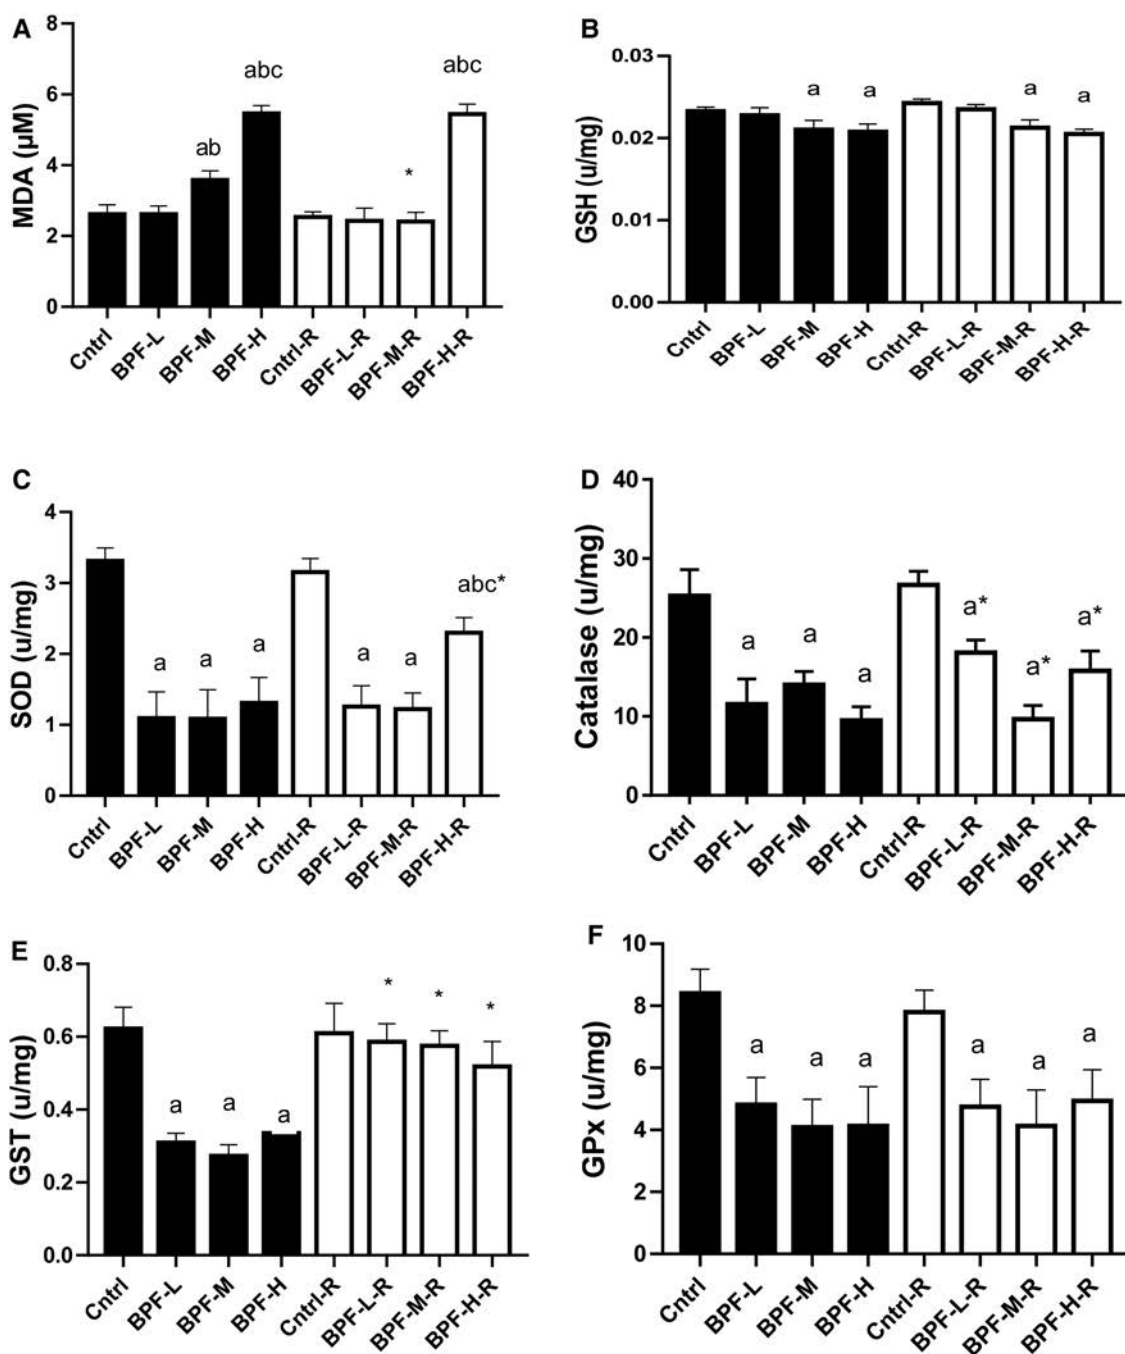 A
MDA (µM)
8
6
4
2
0
ab
abc
*
abc
Cntrl
BPF-L
BPF-M
BPF-H
Cntrl-R
BPF-L-R
BPF-M-R
BPF-H-R
B
GSH (u/mg)
0.03
0.02
0.01
0.00
a
a
a
a
Cntrl
BPF-L
BPF-M
BPF-H
Cntrl-R
BPF-L-R
BPF-M-R
BPF-H-R
C
SOD (u/mg)
4
3
2
1
0
a
a
a
a
a
abc*
Cntrl
BPF-L
BPF-M
BPF-H
Cntrl-R
BPF-L-R
BPF-M-R
BPF-H-R
D
Catalase (u/mg)
40
30
20
10
0
a
a
a
a*
a*
a*
Cntrl
BPF-L
BPF-M
BPF-H
Cntrl-R
BPF-L-R
BPF-M-R
BPF-H-R
E
GST (u/mg)
0.8
0.6
0.4
0.2
0.0
a
a
a
*
*
*
Cntrl
BPF-L
BPF-M
BPF-H
Cntrl-R
BPF-L-R
BPF-M-R
BPF-H-R
F
GPx (u/mg)
10
8
6
4
2
0
a
a
a
a
a
a
Cntrl
BPF-L
BPF-M
BPF-H
Cntrl-R
BPF-L-R
BPF-M-R
BPF-H-R